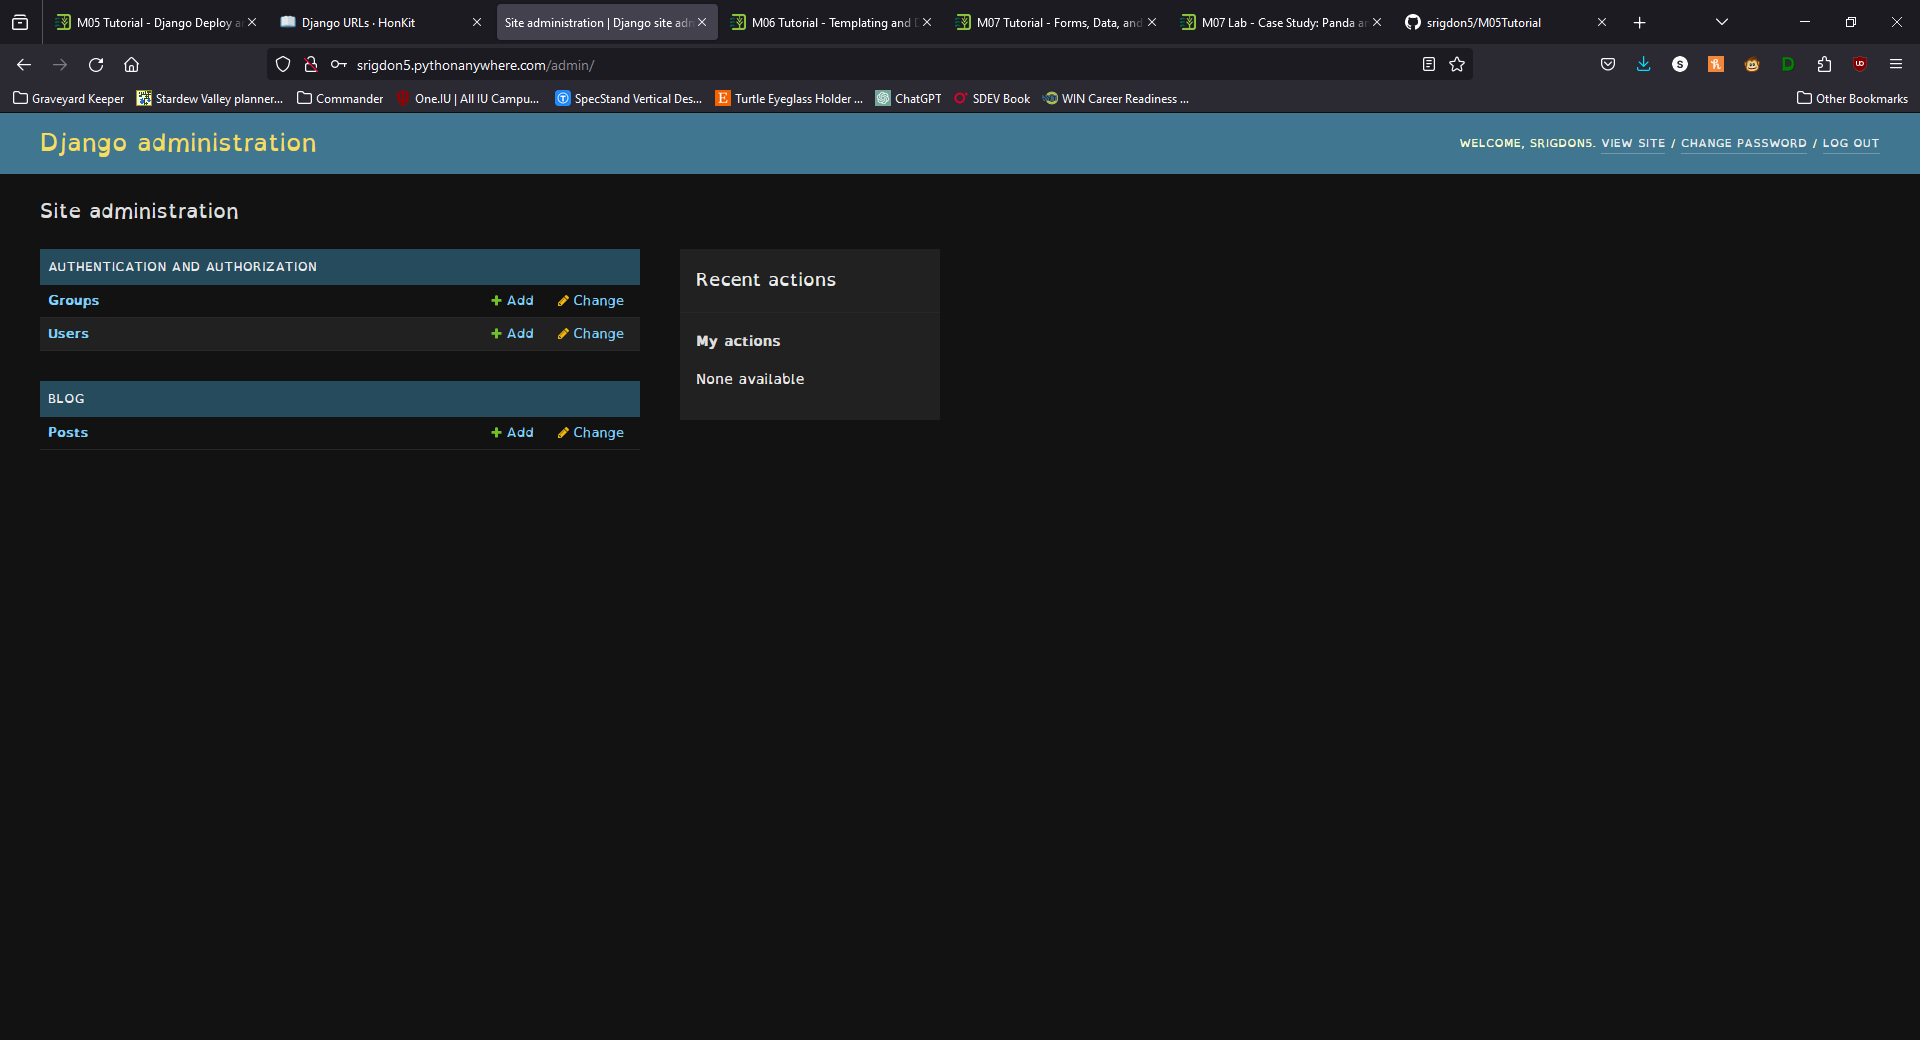 M05 Tutorial - Django Deploy a
Django URLs · HonKit
Site administration | Django site adm
M06 Tutorial - Templating and D
M07 Tutorial - Forms, Data, and
M07 Lab - Case Study: Panda a
srigdon5/M05Tutorial
srigdon5.pythonanywhere.com/admin/
Graveyard Keeper
Stardew Valley planner...
Commander
One.IU | All IU Campu...
SpecStand Vertical Des...
Turtle Eyeglass Holder ...
ChatGPT
SDEV Book
WIN Career Readiness ...
Other Bookmarks
Django administration
WELCOME, SRIGDON5. VIEW SITE / CHANGE PASSWORD / LOG OUT
Site administration
AUTHENTICATION AND AUTHORIZATION
Groups Add Change
Users Add Change
BLOG
Posts Add Change
Recent actions
My actions
None available